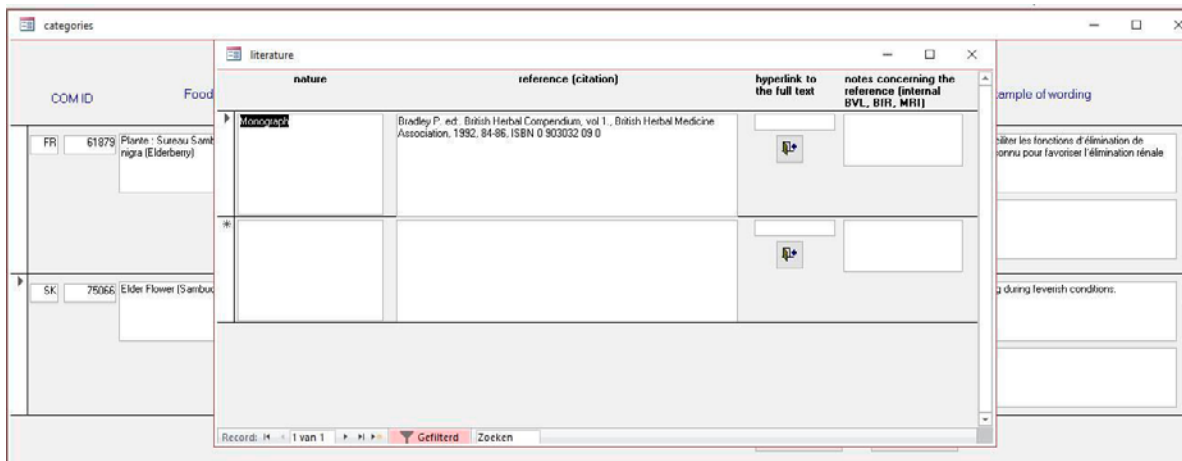 categories
literature
nature
reference (citation)
hyperlink to
the full text
notes concerning the
reference (internal
BVL, BIR, MRI)
COM ID
Food
ample of wording
Monograph
Bradley P. ed.. British Herbal Compendium, vol 1., British Herbal Medicine
Association, 1992. 84-86, ISBN 0 903032 09 0
FR
61879
Plante : Sureau Samb
nigra (Elderberry)
ciliter les fonctions d'élimination de
onnu pour favoriser l'élimination rénale
SK
75066
Elder Flower (Sambuc
g during feverish conditions.
Record:
1 van 1
Gefilterd
Zoeken